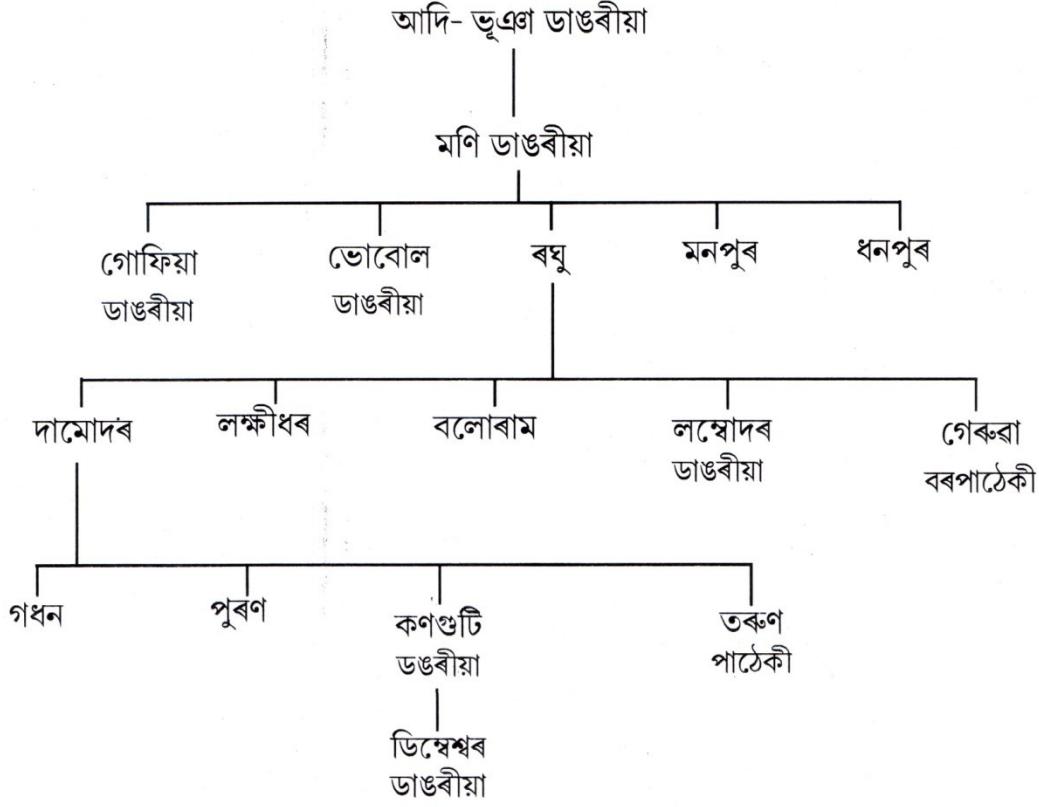 আদি- ভূঞা ডাঙৰীয়া
মণি ডাঙৰীয়া
গোফিয়া
ডাঙৰীয়া
ভোবোল
ডাঙৰীয়া
ৰঘু
মনপুৰ
ধনপুৰ
দামোদৰ
লক্ষীধৰ
বলোৰাম
লম্বোদৰ
ডাঙৰীয়া
গেৰুৱা
বৰপাঠেকী
গধন
পুৰণ
কণগুটি
ডঙৰীয়া
তৰুণ
পাঠেকী
ডিম্বেশ্বৰ
ডাঙৰীয়া